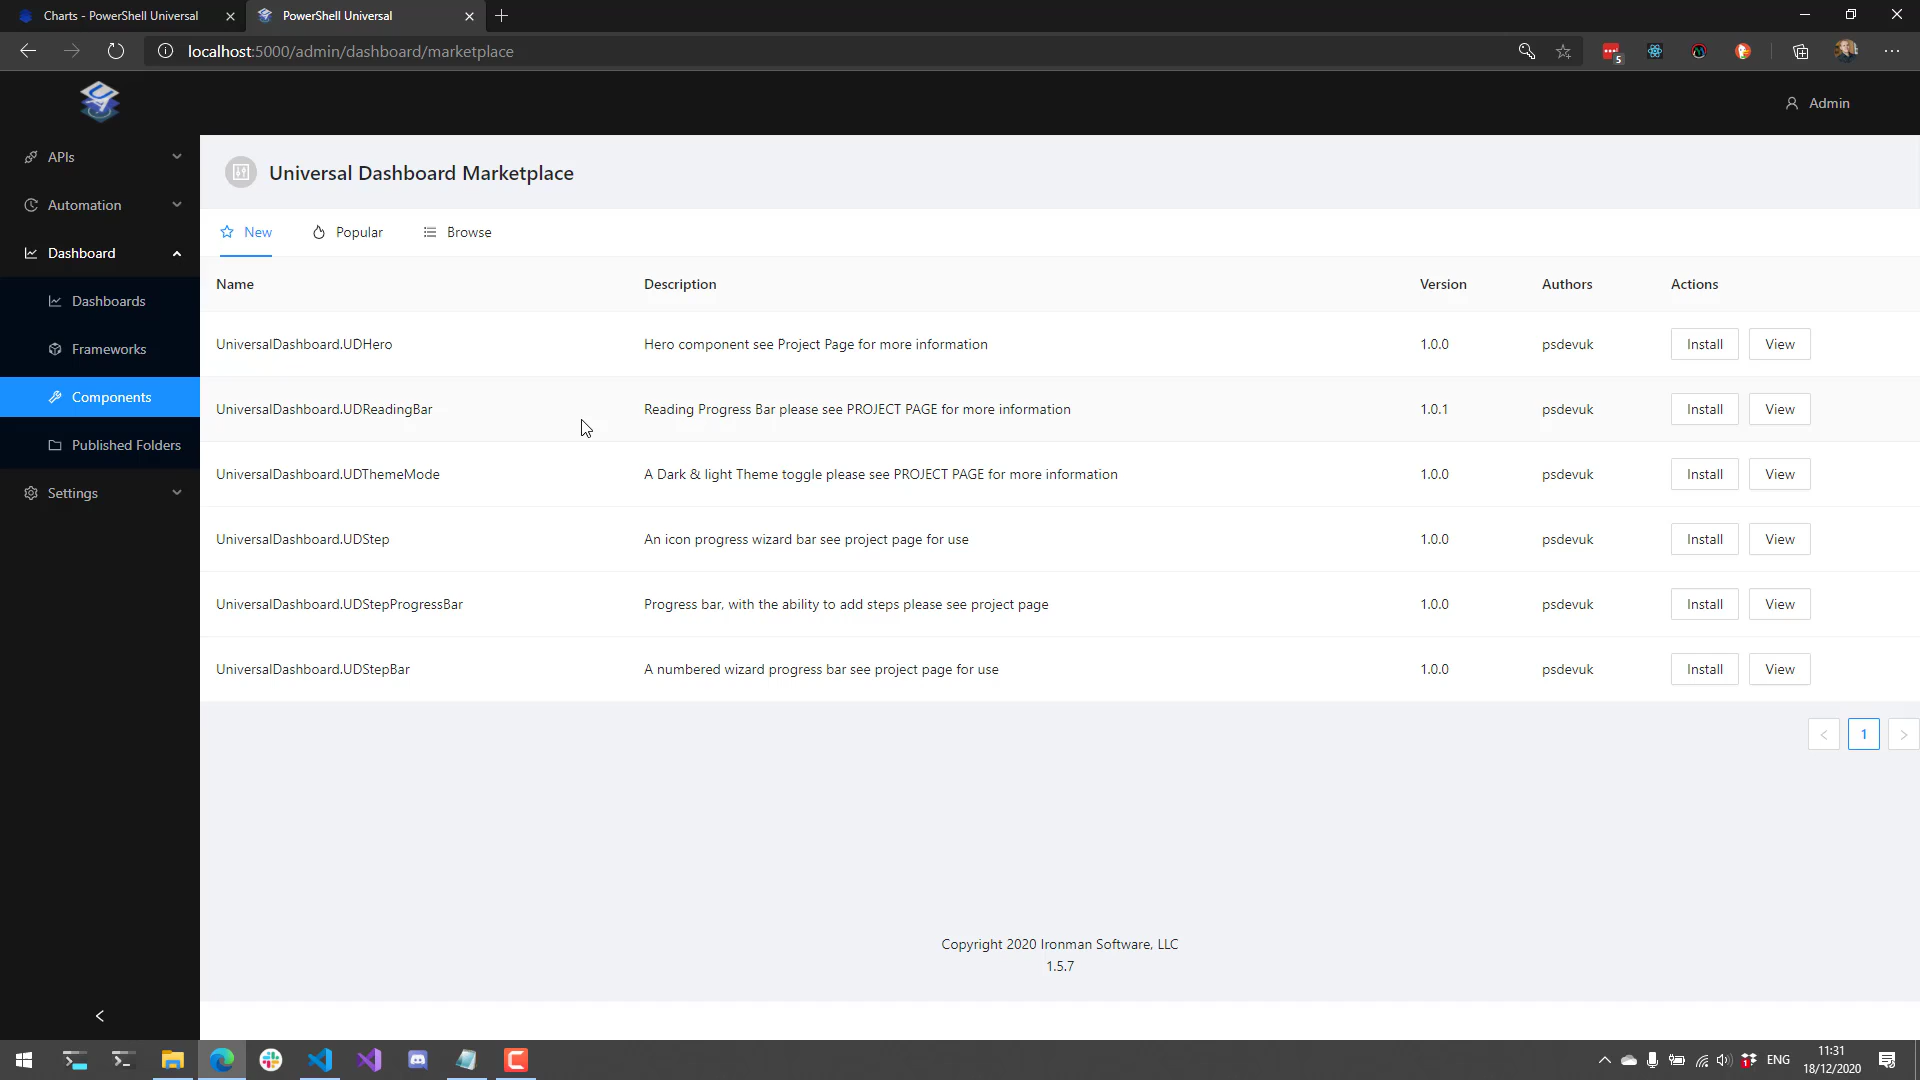 Charts - PowerShell Universal
PowerShell Universal
localhost:5000/admin/dashboard/marketplace
5
Admin
APIs
Automation
Dashboard
Dashboards
Frameworks
Components
Published Folders
Settings
Universal Dashboard Marketplace
New Popular Browse
Name Description Version Authors Actions
UniversalDashboard.UDHero Hero component see Project Page for more information 1.0.0 psdevuk Install View
UniversalDashboard.UDReadingBar Reading Progress Bar please see PROJECT PAGE for more information 1.0.1 psdevuk Install View
UniversalDashboard.UDThemeMode A Dark & light Theme toggle please see PROJECT PAGE for more information 1.0.0 psdevuk Install View
UniversalDashboard.UDStep An icon progress wizard bar see project page for use 1.0.0 psdevuk Install View
UniversalDashboard.UDStepProgressBar Progress bar, with the ability to add steps please see project page 1.0.0 psdevuk Install View
UniversalDashboard.UDStepBar A numbered wizard progress bar see project page for use 1.0.0 psdevuk Install View
1
Copyright 2020 Ironman Software, LLC
1.5.7
ENG
11:31
18/12/2020